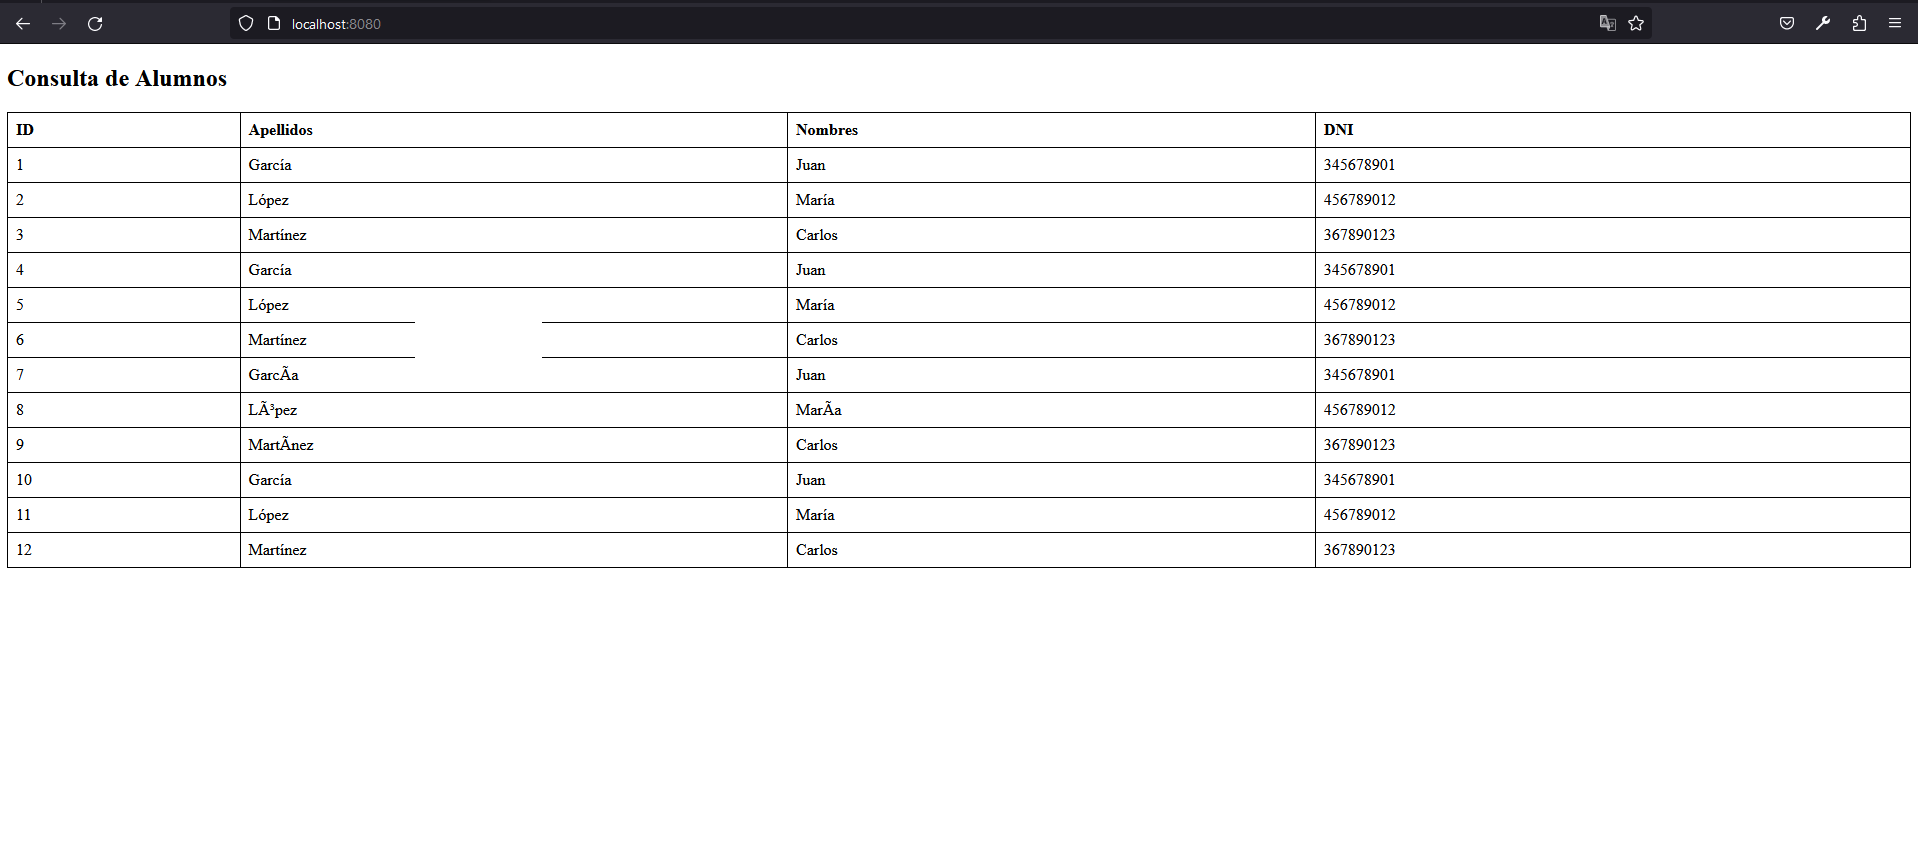 localhost:8080
Consulta de Alumnos
ID Apellidos Nombres DNI
1 García Juan 345678901
2 López María 456789012
3 Martínez Carlos 367890123
4 García Juan 345678901
5 López María 456789012
6 Martínez Carlos 367890123
7 GarcÃa Juan 345678901
8 LÃ³pez MarÃa 456789012
9 MartÃnez Carlos 367890123
10 García Juan 345678901
11 López María 456789012
12 Martínez Carlos 367890123